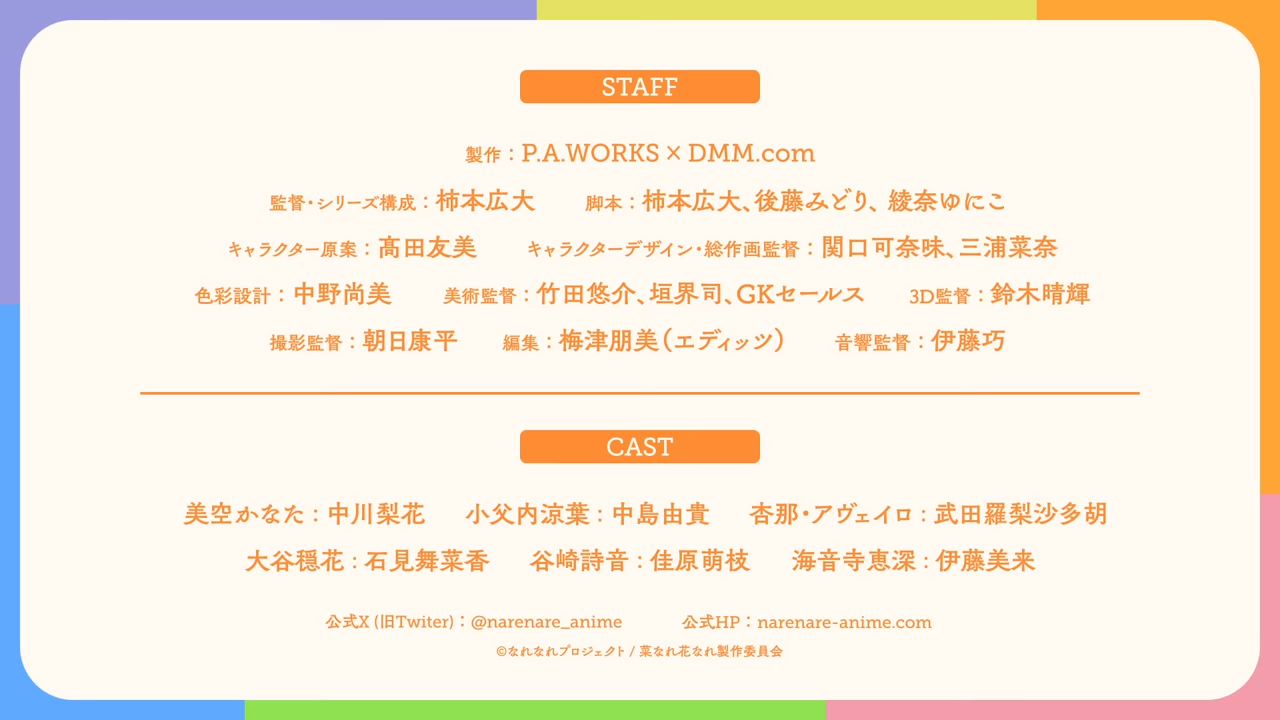 STAFF
製作：P.A.WORKS × DMM.com
監督・シリーズ構成：柿本広大　脚本：柿本広大、後藤みどり、綾奈ゆにこ
キャラクター原案：髙田友美　キャラクターデザイン・総作画監督：関口可奈味、三浦菜奈
色彩設計：中野尚美　美術監督：竹田悠介、垣界司、GKセールス　3D監督：鈴木晴輝
撮影監督：朝日康平　編集：梅津朋美（エディッツ）　音響監督：伊藤巧
CAST
美空かなた：中川梨花　小父内涼葉：中島由貴　杏那・アヴェイロ：武田羅梨沙多胡
大谷穏花：石見舞菜香　谷崎詩音：佳原萌枝　海音寺恵深：伊藤美来
公式X (旧Twiter)：@narenare_anime　公式HP：narenare-anime.com
©なれなれプロジェクト / 菜なれ花なれ製作委員会